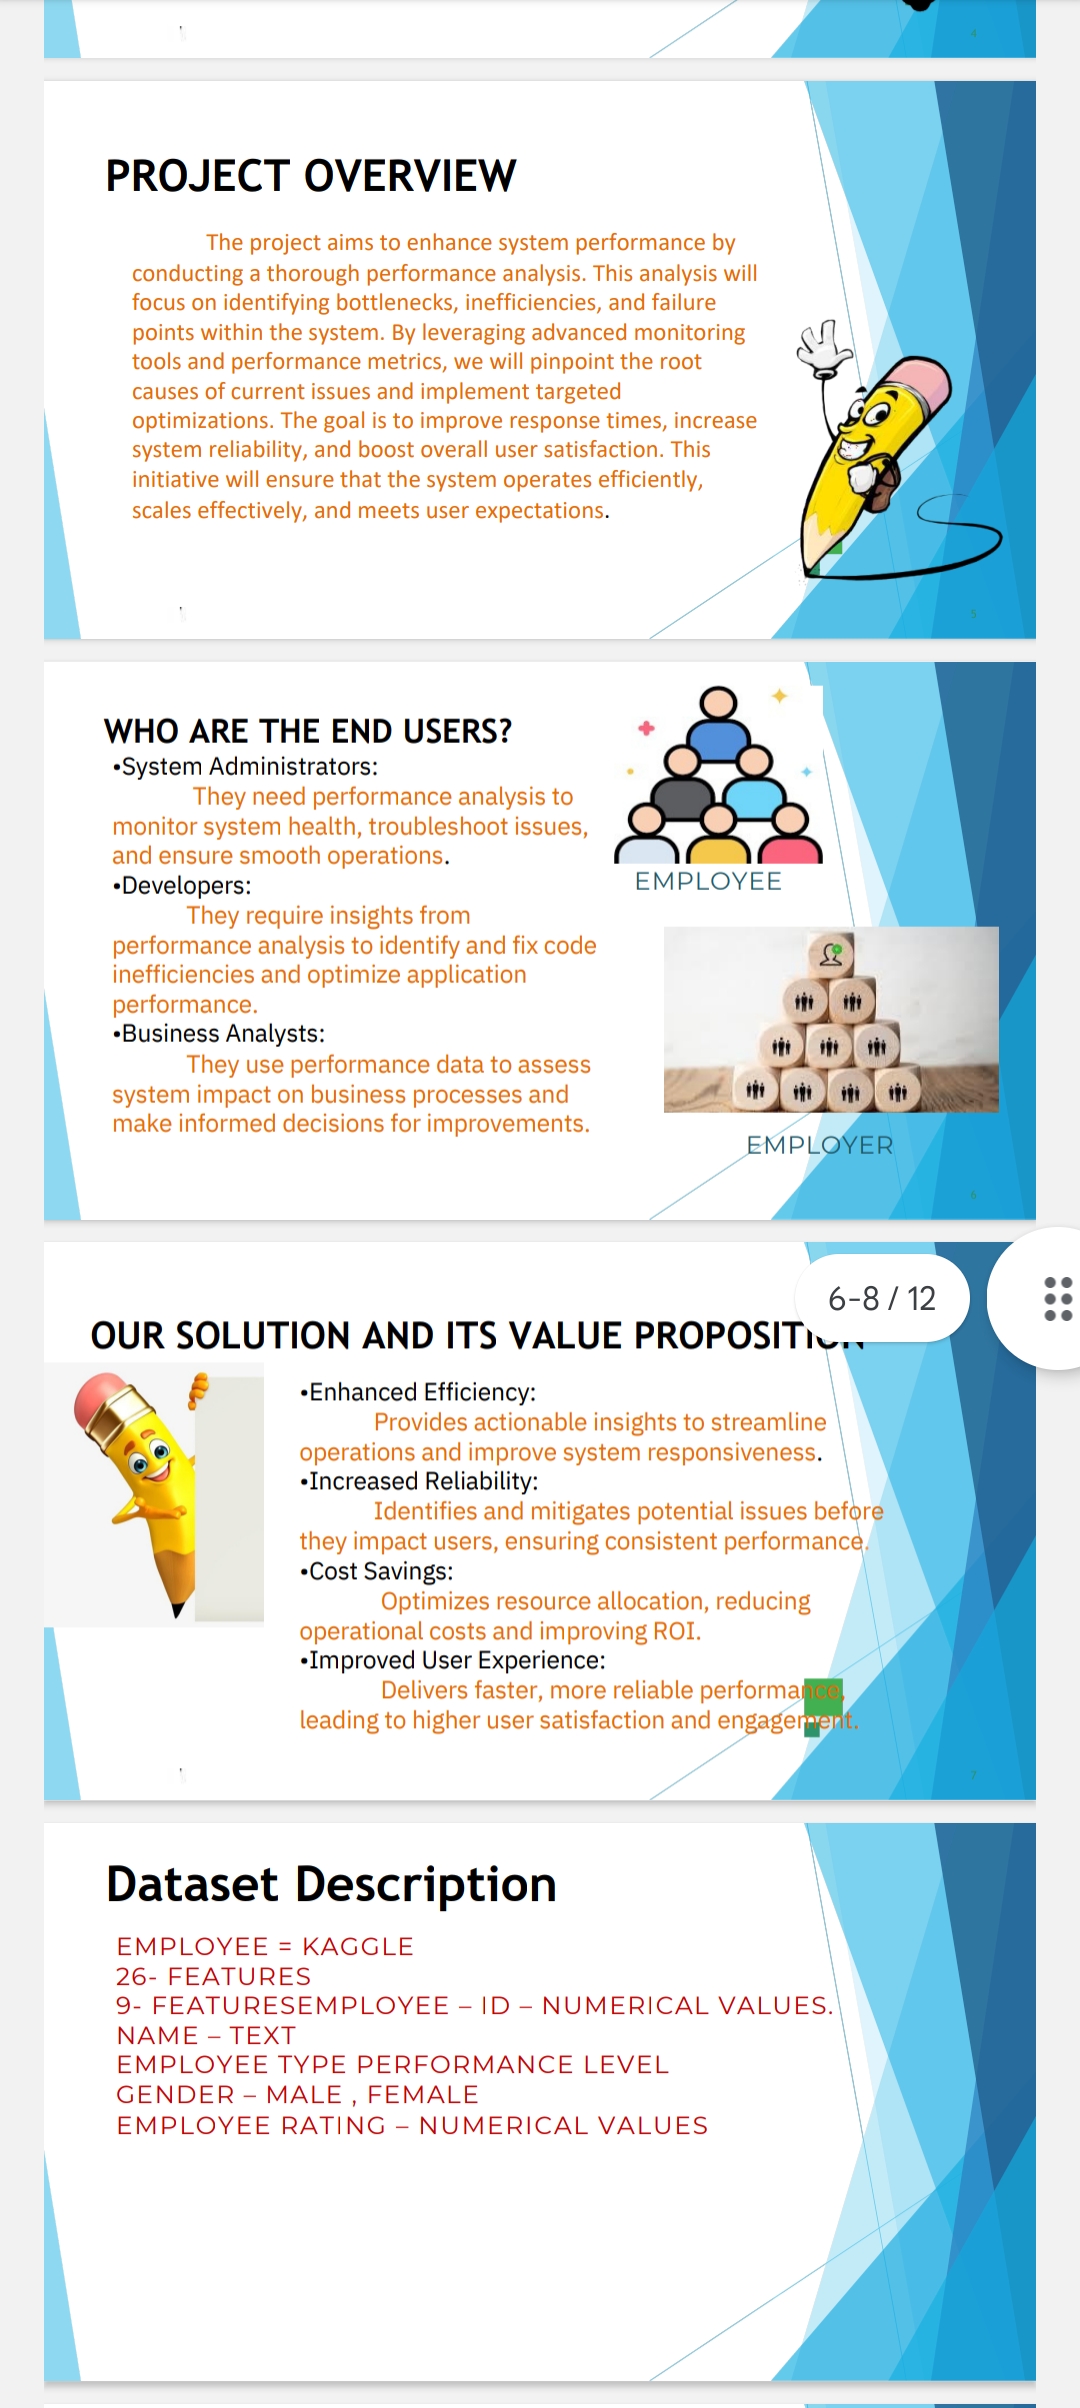 4
PROJECT OVERVIEW
The project aims to enhance system performance by
conducting a thorough performance analysis. This analysis will
focus on identifying bottlenecks, inefficiencies, and failure
points within the system. By leveraging advanced monitoring
tools and performance metrics, we will pinpoint the root
causes of current issues and implement targeted
optimizations. The goal is to improve response times, increase
system reliability, and boost overall user satisfaction. This
initiative will ensure that the system operates efficiently,
scales effectively, and meets user expectations.
5
WHO ARE THE END USERS?
•System Administrators:
They need performance analysis to
monitor system health, troubleshoot issues,
and ensure smooth operations.
•Developers:
They require insights from
performance analysis to identify and fix code
inefficiencies and optimize application
performance.
•Business Analysts:
They use performance data to assess
system impact on business processes and
make informed decisions for improvements.
EMPLOYEE
EMPLOYER
6
6-8 / 12
OUR SOLUTION AND ITS VALUE PROPOSITION
•Enhanced Efficiency:
Provides actionable insights to streamline
operations and improve system responsiveness.
•Increased Reliability:
Identifies and mitigates potential issues before
they impact users, ensuring consistent performance.
•Cost Savings:
Optimizes resource allocation, reducing
operational costs and improving ROI.
•Improved User Experience:
Delivers faster, more reliable performance,
leading to higher user satisfaction and engagement.
7
Dataset Description
EMPLOYEE = KAGGLE
26- FEATURES
9- FEATURESEMPLOYEE – ID – NUMERICAL VALUES.
NAME – TEXT
EMPLOYEE TYPE PERFORMANCE LEVEL
GENDER – MALE , FEMALE
EMPLOYEE RATING – NUMERICAL VALUES